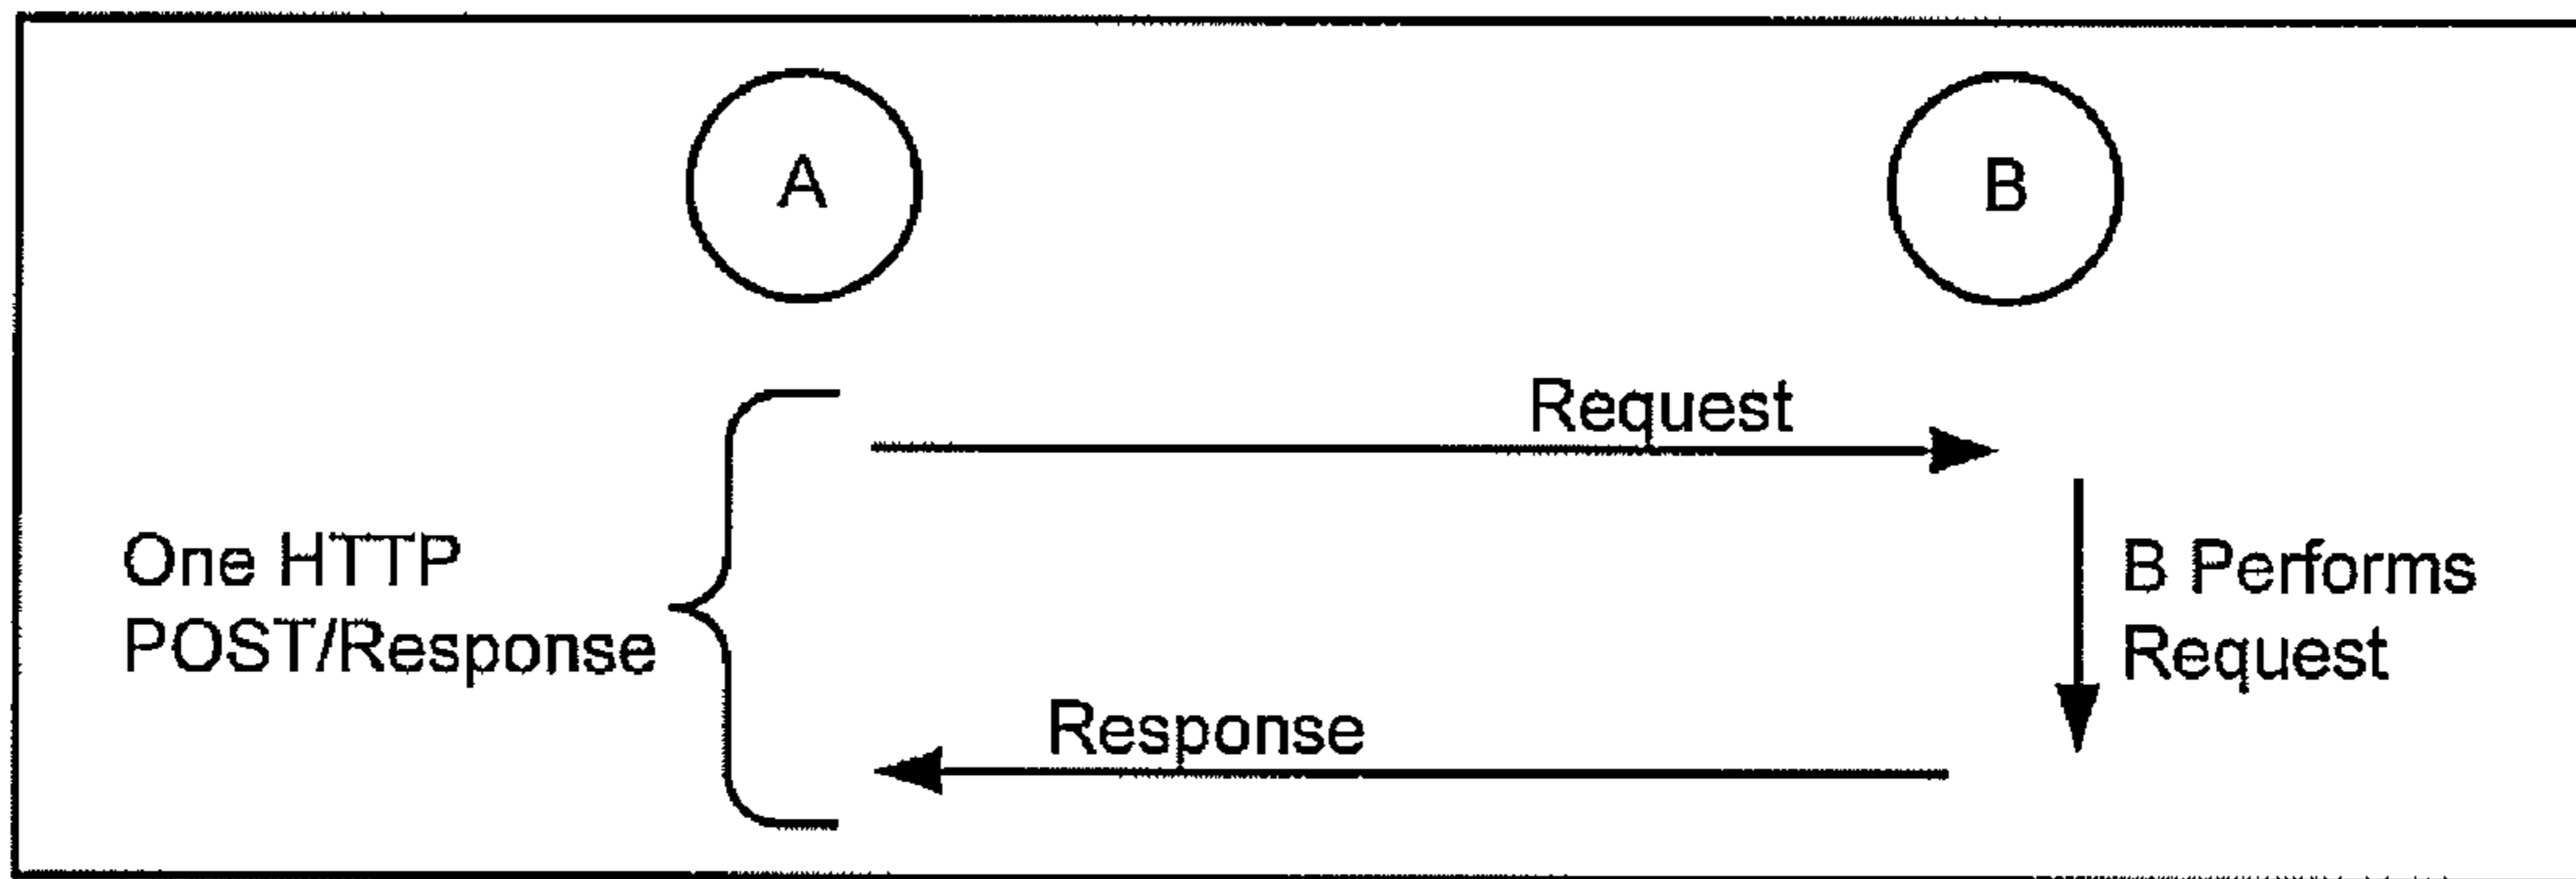 A
B
Request
One HTTP
POST/Response
B Performs
Request
Response